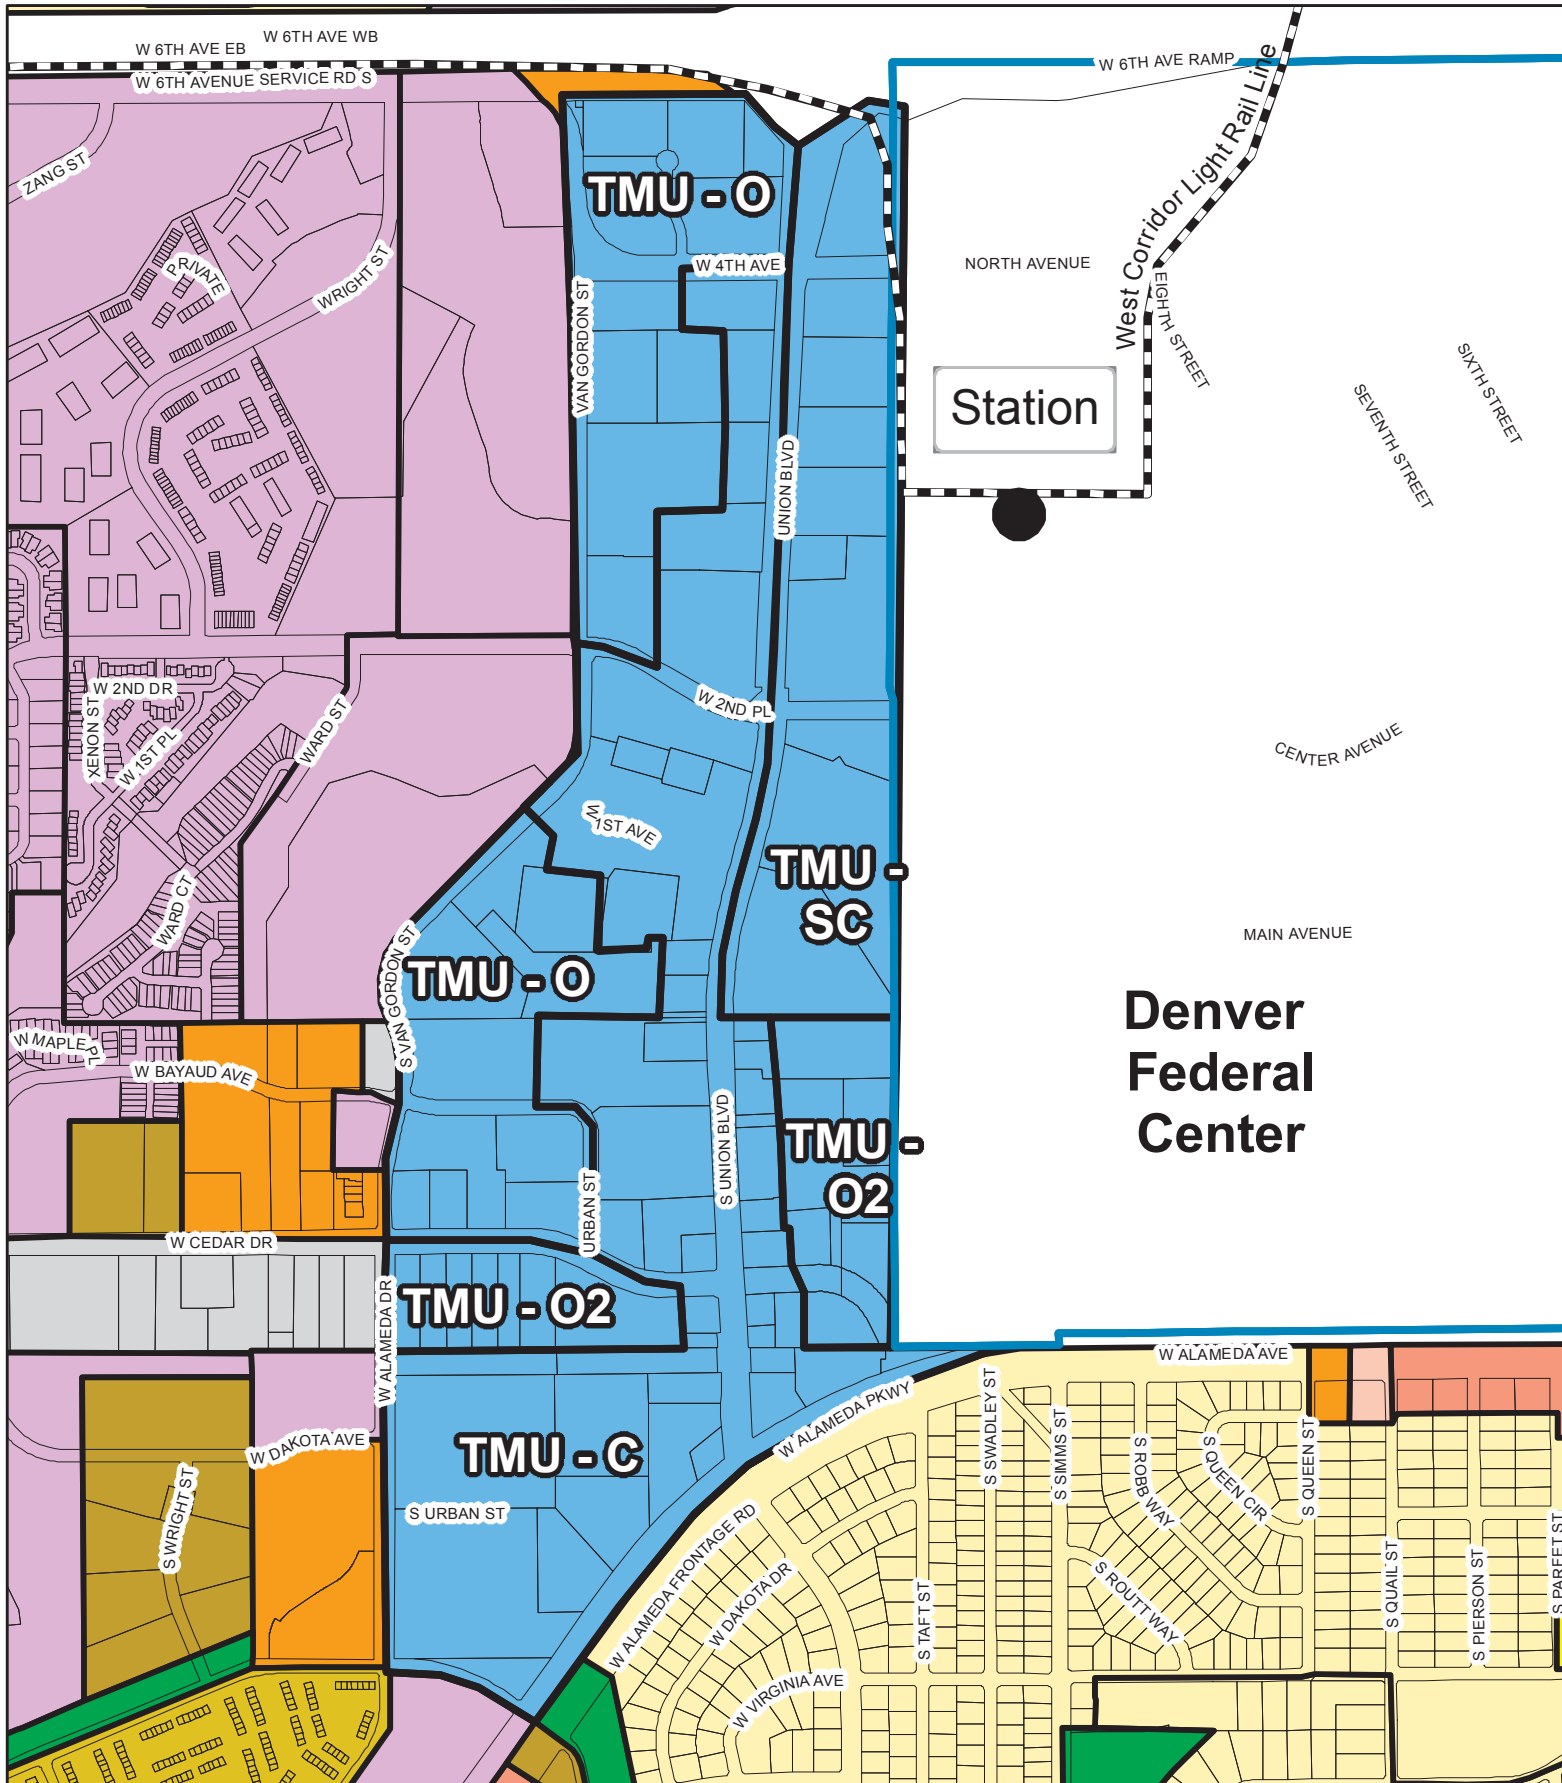 W 6TH AVE WB
W 6TH AVE EB
W 6TH AVE RAMP
W 6TH AVENUE SERVICE RD S
ZANG ST
TMU - O
West Corridor Light Rail Line
W 4TH AVE
NORTH AVENUE
PRIVATE
WRIGHT ST
VAN GORDON ST
EIGHTH STREET
SIXTH STREET
Station
SEVENTH STREET
UNION BLVD
W 2ND DR
XENON ST
W 1ST PL
WARD ST
W 2ND PL
CENTER AVENUE
W 1ST AVE
TMU -
SC
WARD CT
MAIN AVENUE
S VAN GORDON ST
TMU - O
Denver
Federal
Center
W MAPLE PL
W BAYAUD AVE
S UNION BLVD
TMU -
O2
URBAN ST
W CEDAR DR
TMU - O2
W ALAMEDA DR
W ALAMEDA AVE
W ALAMEDA PKWY
S SWADLEY ST
S SIMMS ST
S ROBB WAY
S QUEEN CIR
S QUEEN ST
W DAKOTA AVE
TMU - C
S WRIGHT ST
S URBAN ST
W ALAMEDA FRONTAGE RD
W DAKOTA DR
S TAFT ST
S ROUTT WAY
S QUAIL ST
S PIERSON ST
S PARFET ST
W VIRGINIA AVE